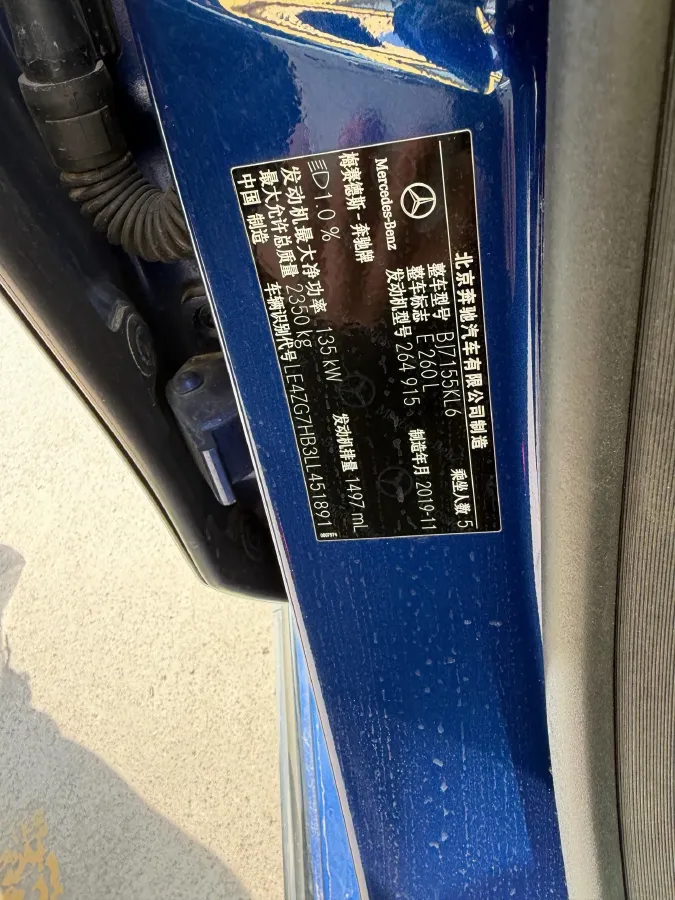 北京奔驰汽车有限公司制造
Mercedes-Benz
梅赛德斯-奔驰牌
整车型号 BJ7155KL6 乘坐人数 5
整车标志 E 260 L
发动机型号 264 915 制造年月 2019-11
1.0 %
发动机最大净功率 135 kW 发动机排量 1497 mL
最大允许总质量 2350 kg
中国 制造 车辆识别代号 LE4ZG7HB3LL451891